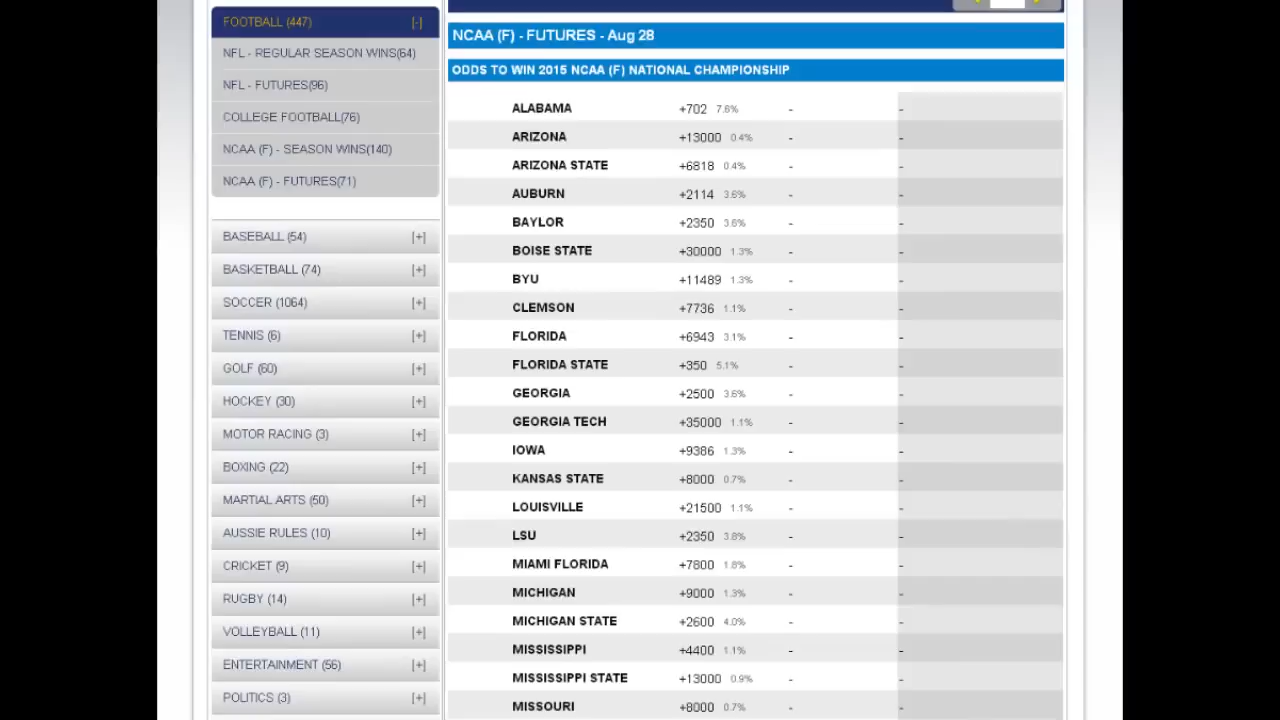 FOOTBALL (447) [-]
NFL - REGULAR SEASON WINS(64)
NFL - FUTURES(96)
COLLEGE FOOTBALL(76)
NCAA (F) - SEASON WINS(140)
NCAA (F) - FUTURES(71)
BASEBALL (54) [+]
BASKETBALL (74) [+]
SOCCER (1064) [+]
TENNIS (6) [+]
GOLF (60) [+]
HOCKEY (30) [+]
MOTOR RACING (3) [+]
BOXING (22) [+]
MARTIAL ARTS (50) [+]
AUSSIE RULES (10) [+]
CRICKET (9) [+]
RUGBY (14) [+]
VOLLEYBALL (11) [+]
ENTERTAINMENT (56) [+]
POLITICS (3) [+]
NCAA (F) - FUTURES - Aug 28
ODDS TO WIN 2015 NCAA (F) NATIONAL CHAMPIONSHIP
ALABAMA +702 7.6% - -
ARIZONA +13000 0.4% - -
ARIZONA STATE +6818 0.4% - -
AUBURN +2114 3.6% - -
BAYLOR +2350 3.6% - -
BOISE STATE +30000 1.3% - -
BYU +11489 1.3% - -
CLEMSON +7736 1.1% - -
FLORIDA +6943 3.1% - -
FLORIDA STATE +350 5.1% - -
GEORGIA +2500 3.6% - -
GEORGIA TECH +35000 1.1% - -
IOWA +9386 1.3% - -
KANSAS STATE +8000 0.7% - -
LOUISVILLE +21500 1.1% - -
LSU +2350 3.8% - -
MIAMI FLORIDA +7800 1.8% - -
MICHIGAN +9000 1.3% - -
MICHIGAN STATE +2600 4.0% - -
MISSISSIPPI +4400 1.1% - -
MISSISSIPPI STATE +13000 0.9% - -
MISSOURI +8000 0.7% - -